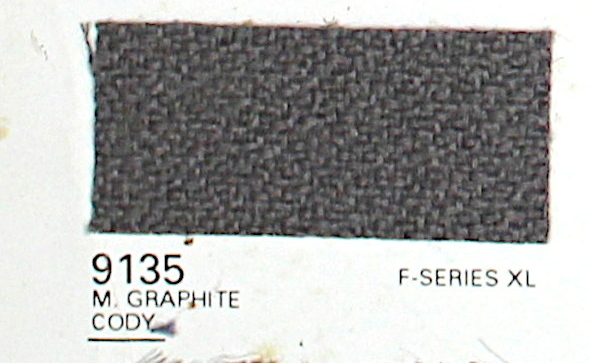 9135
F-SERIES XL
M. GRAPHITE
CODY